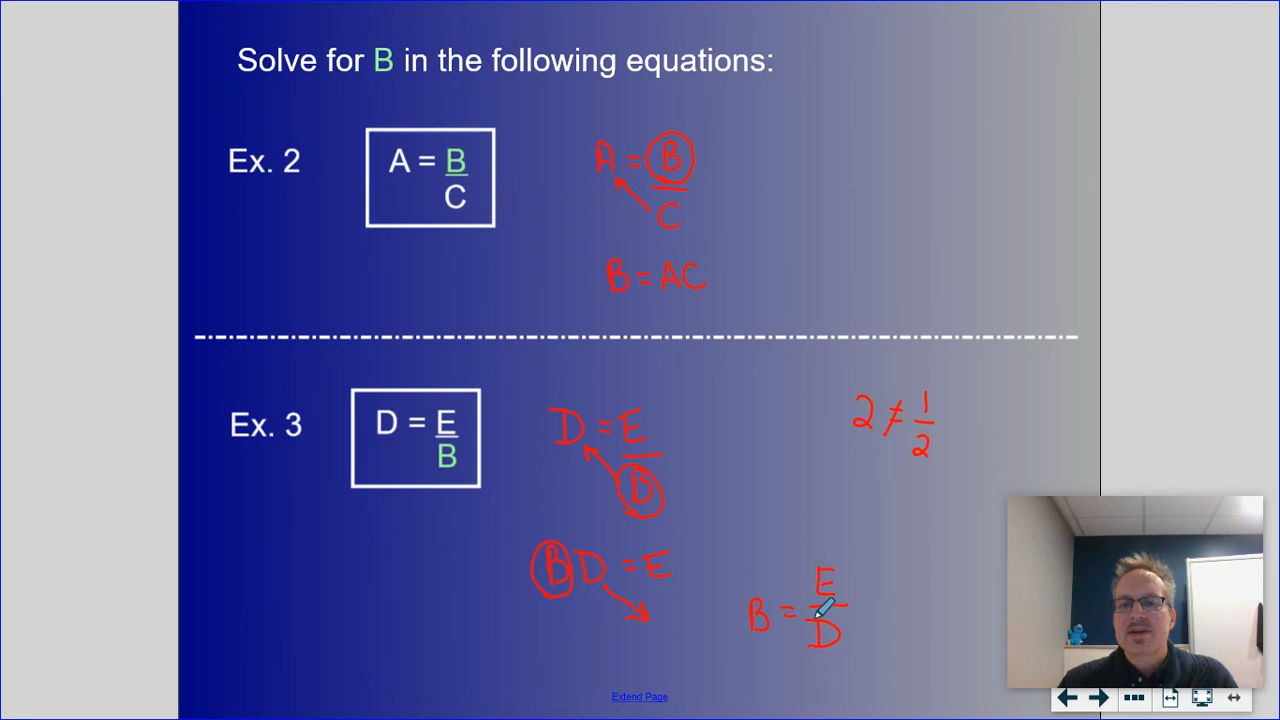 Solve for B in the following equations:
Ex. 2
A = B
C
A = B
C
B = AC
Ex. 3
D = E
B
D = E
B
2 ≠ 1
2
BD = E
B = E
D
Extend Page